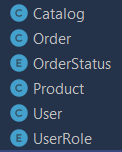 C Catalog
C Order
E OrderStatus
C Product
C User
E UserRole